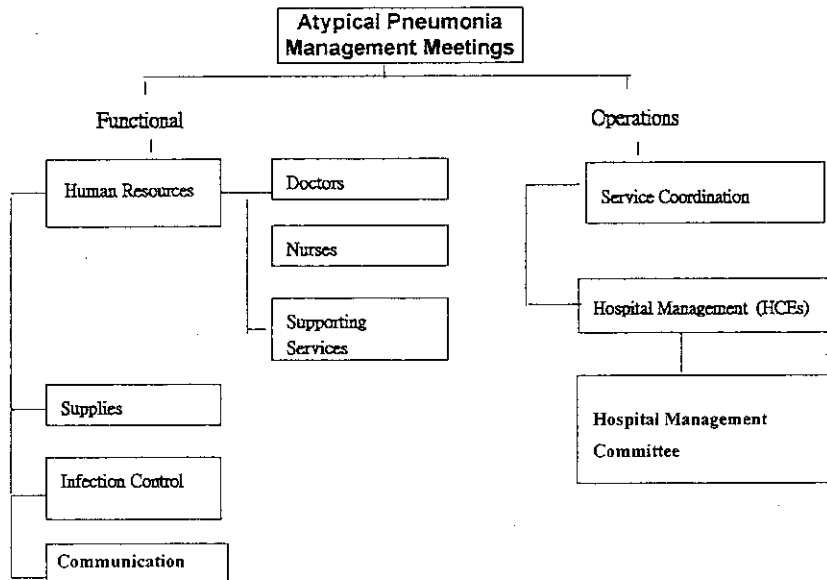 Atypical Pneumonia
Management Meetings
Functional
Operations
Human Resources
Doctors
Service Coordination
Nurses
Hospital Management (HCEs)
Supporting
Services
Supplies
Hospital Management
Committee
Infection Control
Communication